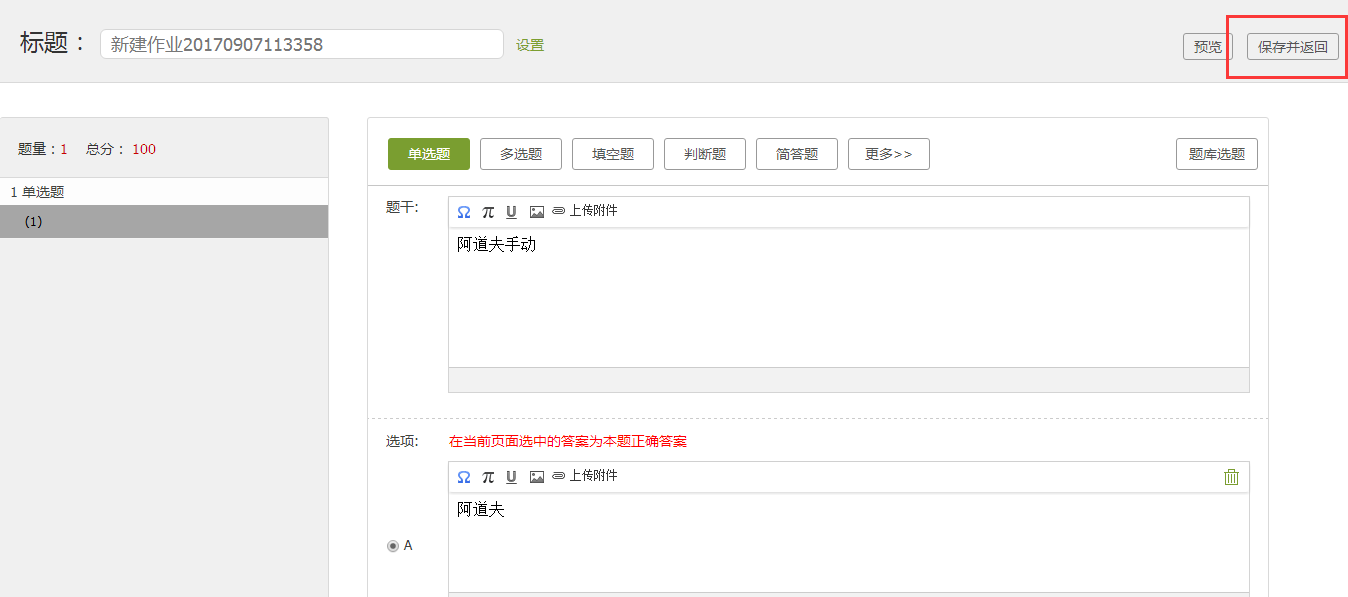 标题： 新建作业20170907113358 设置 预览 保存并返回
题量：1 总分：100
单选题 多选题 填空题 判断题 简答题 更多>> 题库选题
1 单选题
(1)
题干: Ω π U 上传附件
阿道夫手动
选项: 在当前页面选中的答案为本题正确答案
Ω π U 上传附件
阿道夫
A